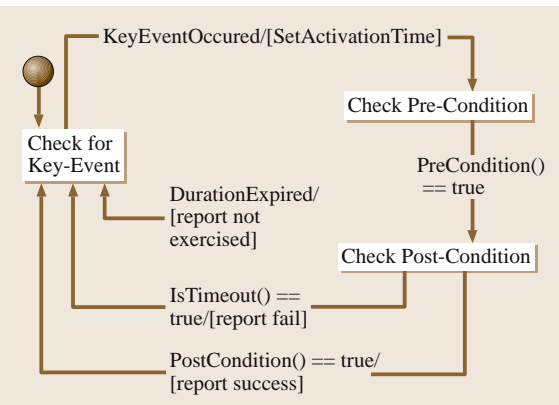 KeyEventOccured/[SetActivationTime]
Check Pre-Condition
Check for
Key-Event
PreCondition()
== true
DurationExpired/
[report not
exercised]
Check Post-Condition
IsTimeout() ==
true/[report fail]
PostCondition() == true/
[report success]